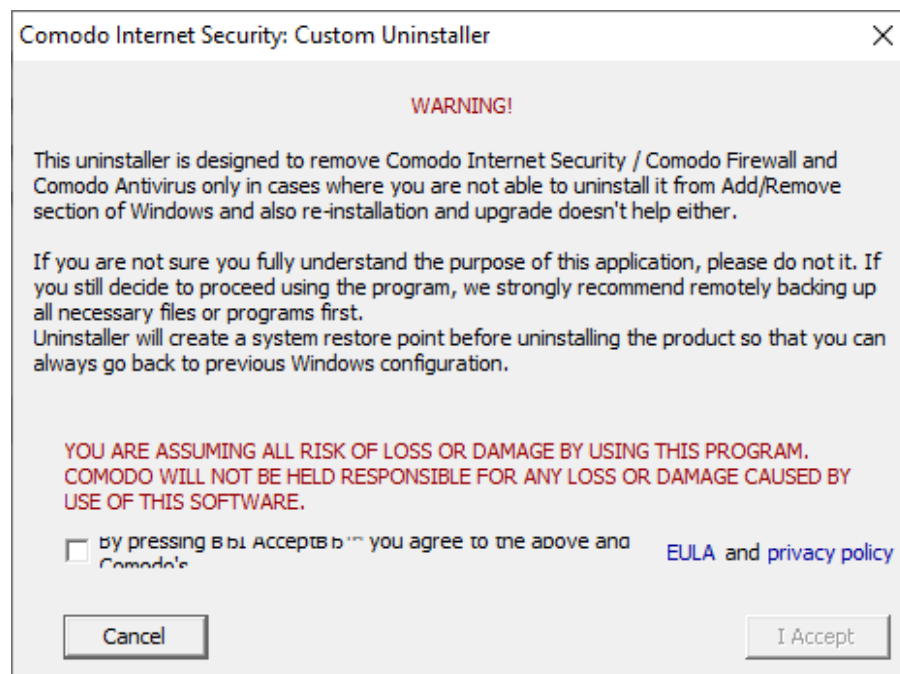 Comodo Internet Security: Custom Uninstaller
WARNING!
This uninstaller is designed to remove Comodo Internet Security / Comodo Firewall and
Comodo Antivirus only in cases where you are not able to uninstall it from Add/Remove
section of Windows and also re-installation and upgrade doesn't help either.
If you are not sure you fully understand the purpose of this application, please do not it. If
you still decide to proceed using the program, we strongly recommend remotely backing up
all necessary files or programs first.
Uninstaller will create a system restore point before uninstalling the product so that you can
always go back to previous Windows configuration.
YOU ARE ASSUMING ALL RISK OF LOSS OR DAMAGE BY USING THIS PROGRAM.
COMODO WILL NOT BE HELD RESPONSIBLE FOR ANY LOSS OR DAMAGE CAUSED BY
USE OF THIS SOFTWARE.
By pressing вЂњI Acceptвђ™ you agree to the above and
Comodo's
EULA and privacy policy
Cancel
I Accept